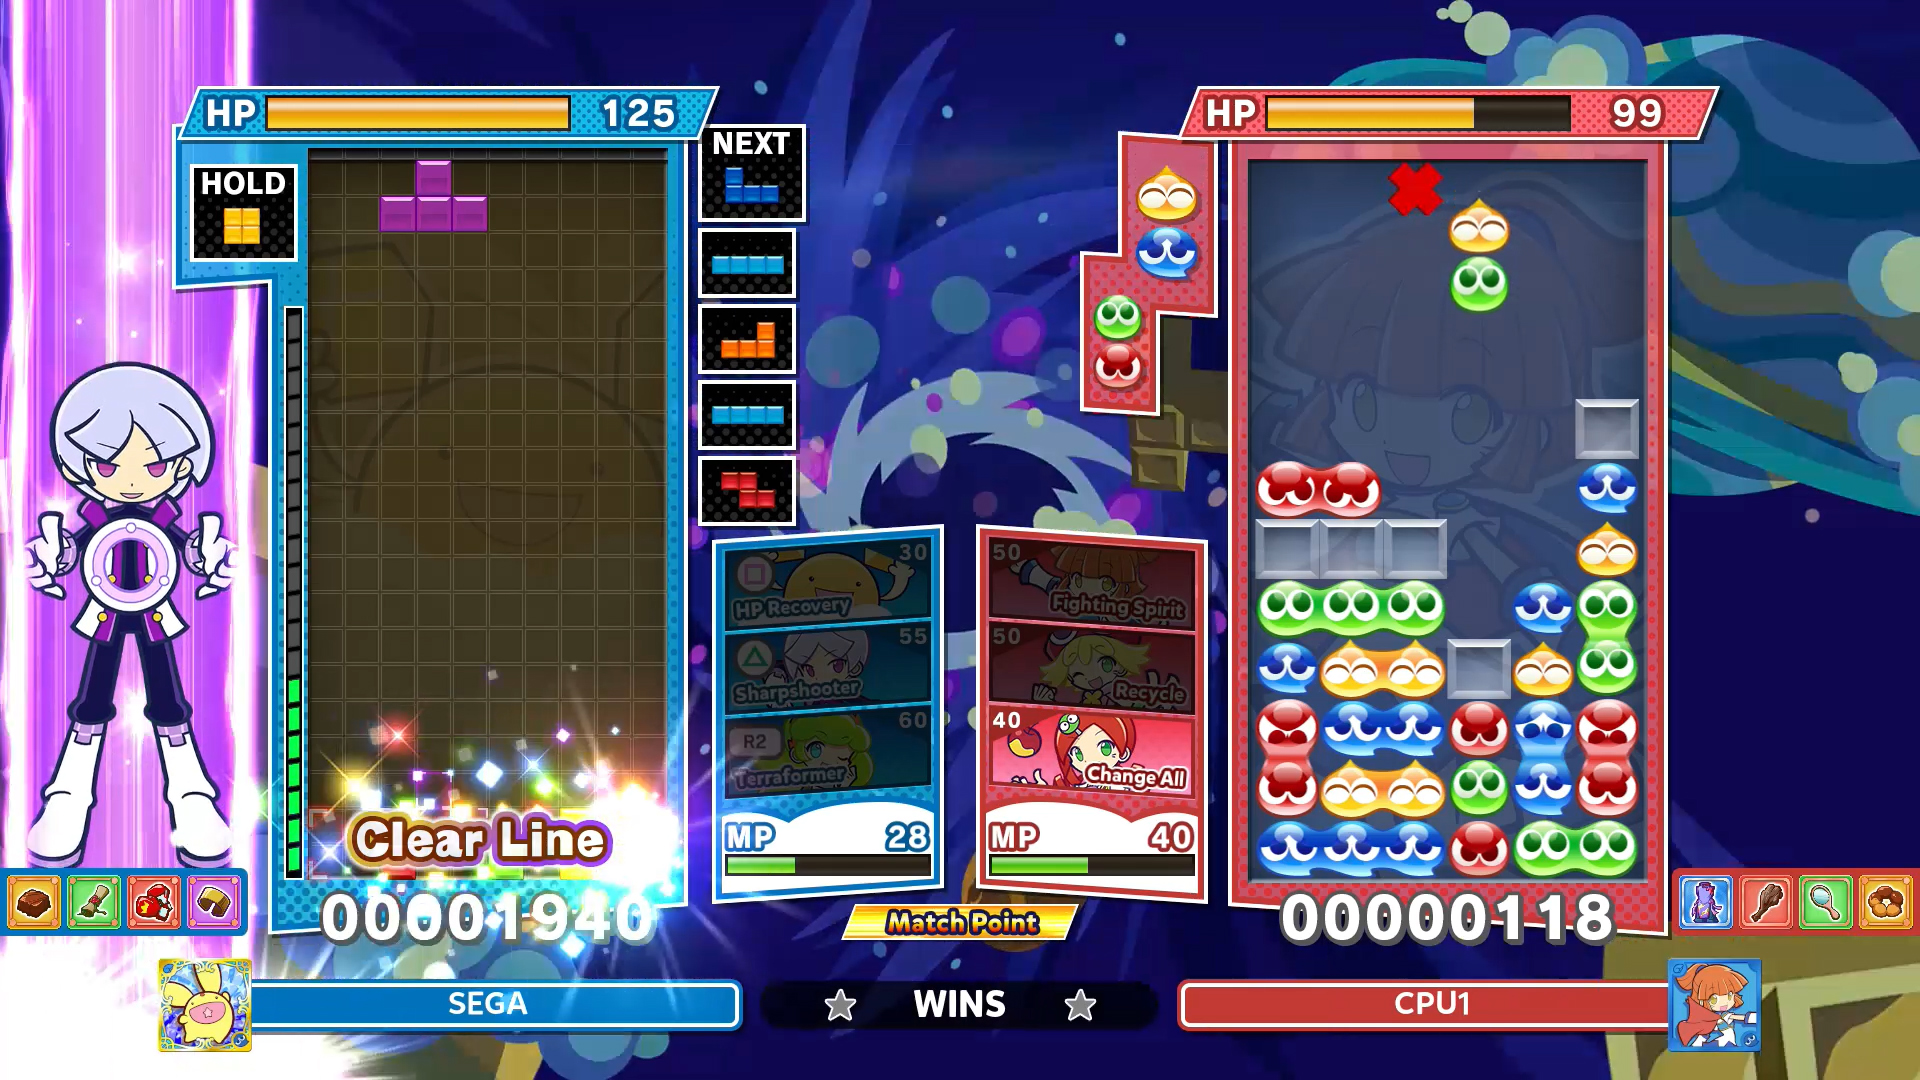 HP 125
HP 99
HOLD
NEXT
30
HP Recovery
55
Sharpshooter
60
R2
Terraformer
MP 28
50
Fighting Spirit
50
Recycle
40
Change All
MP 40
Clear Line
00001940
00000118
Match Point
SEGA
WINS
CPU1